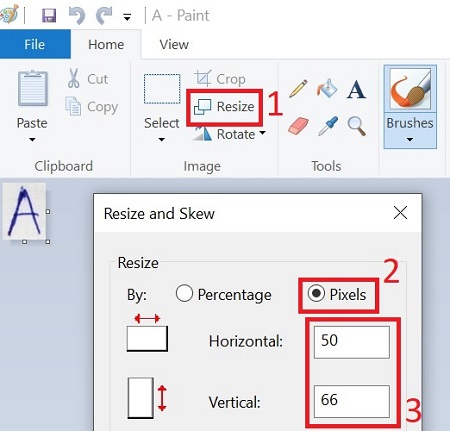 A - Paint
File Home View
Paste
Cut
Copy
Clipboard
Select
Crop
Resize 1
Rotate
Image
A
Tools
Brushes
A
Resize and Skew
Resize
2
By: Percentage Pixels
Horizontal: 50
Vertical: 66
3